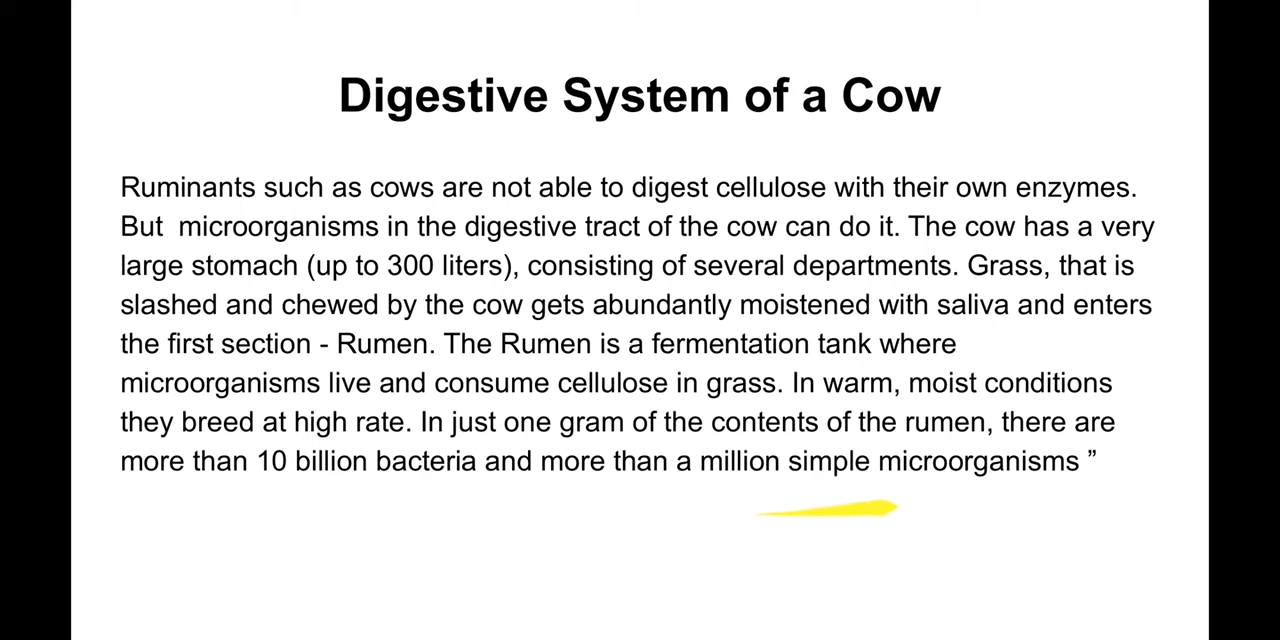 Digestive System of a Cow
Ruminants such as cows are not able to digest cellulose with their own enzymes.
But  microorganisms in the digestive tract of the cow can do it. The cow has a very
large stomach (up to 300 liters), consisting of several departments. Grass, that is
slashed and chewed by the cow gets abundantly moistened with saliva and enters
the first section - Rumen. The Rumen is a fermentation tank where
microorganisms live and consume cellulose in grass. In warm, moist conditions
they breed at high rate. In just one gram of the contents of the rumen, there are
more than 10 billion bacteria and more than a million simple microorganisms ”